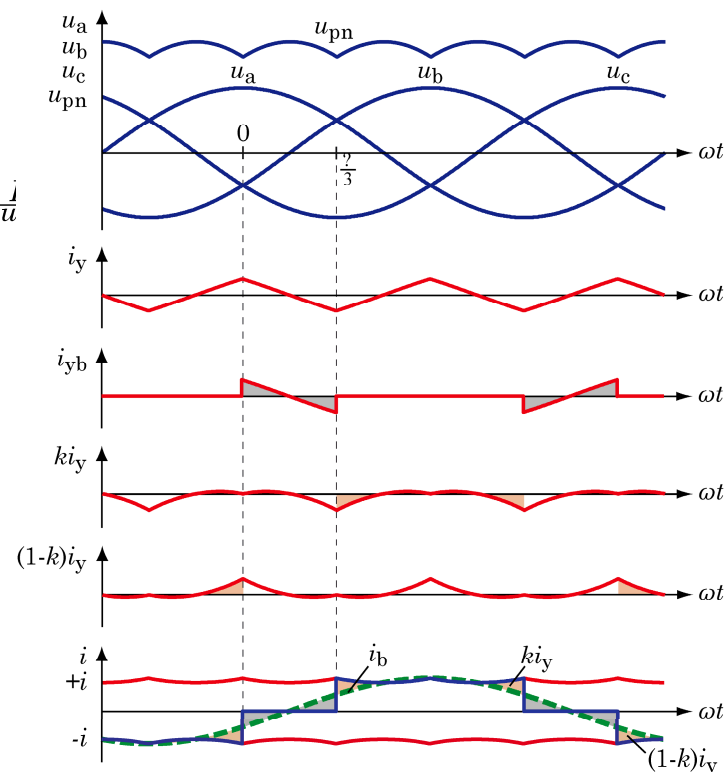 u_a
u_b
u_c
u_pn
u_pn
u_a
u_b
u_c
0
?
3
ωt
u
i_y
ωt
i_yb
ωt
ki_y
ωt
(1-k)i_y
ωt
i
+i
-i
i_b
ki_y
ωt
(1-k)i_y